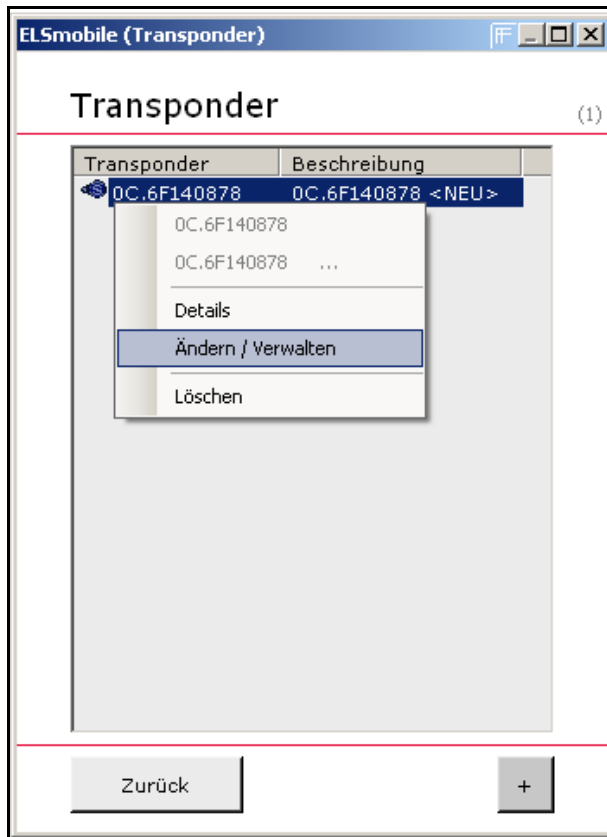 ELSmobile (Transponder)
Transponder
(1)
Transponder Beschreibung
0C.6F140878 0C.6F140878 <NEU>
0C.6F140878
0C.6F140878 ...
Details
Ändern / Verwalten
Löschen
Zurück +